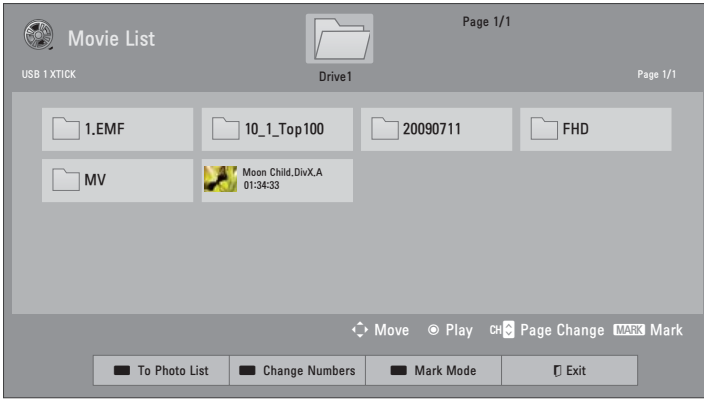 Page 1/1
Movie List
USB 1 XTICK
Drive1
Page 1/1
1.EMF
10_1_Top100
20090711
FHD
MV
Moon Child.DivX.A
01:34:33
Move
Play
CH Page Change
MARK Mark
To Photo List
Change Numbers
Mark Mode
Exit